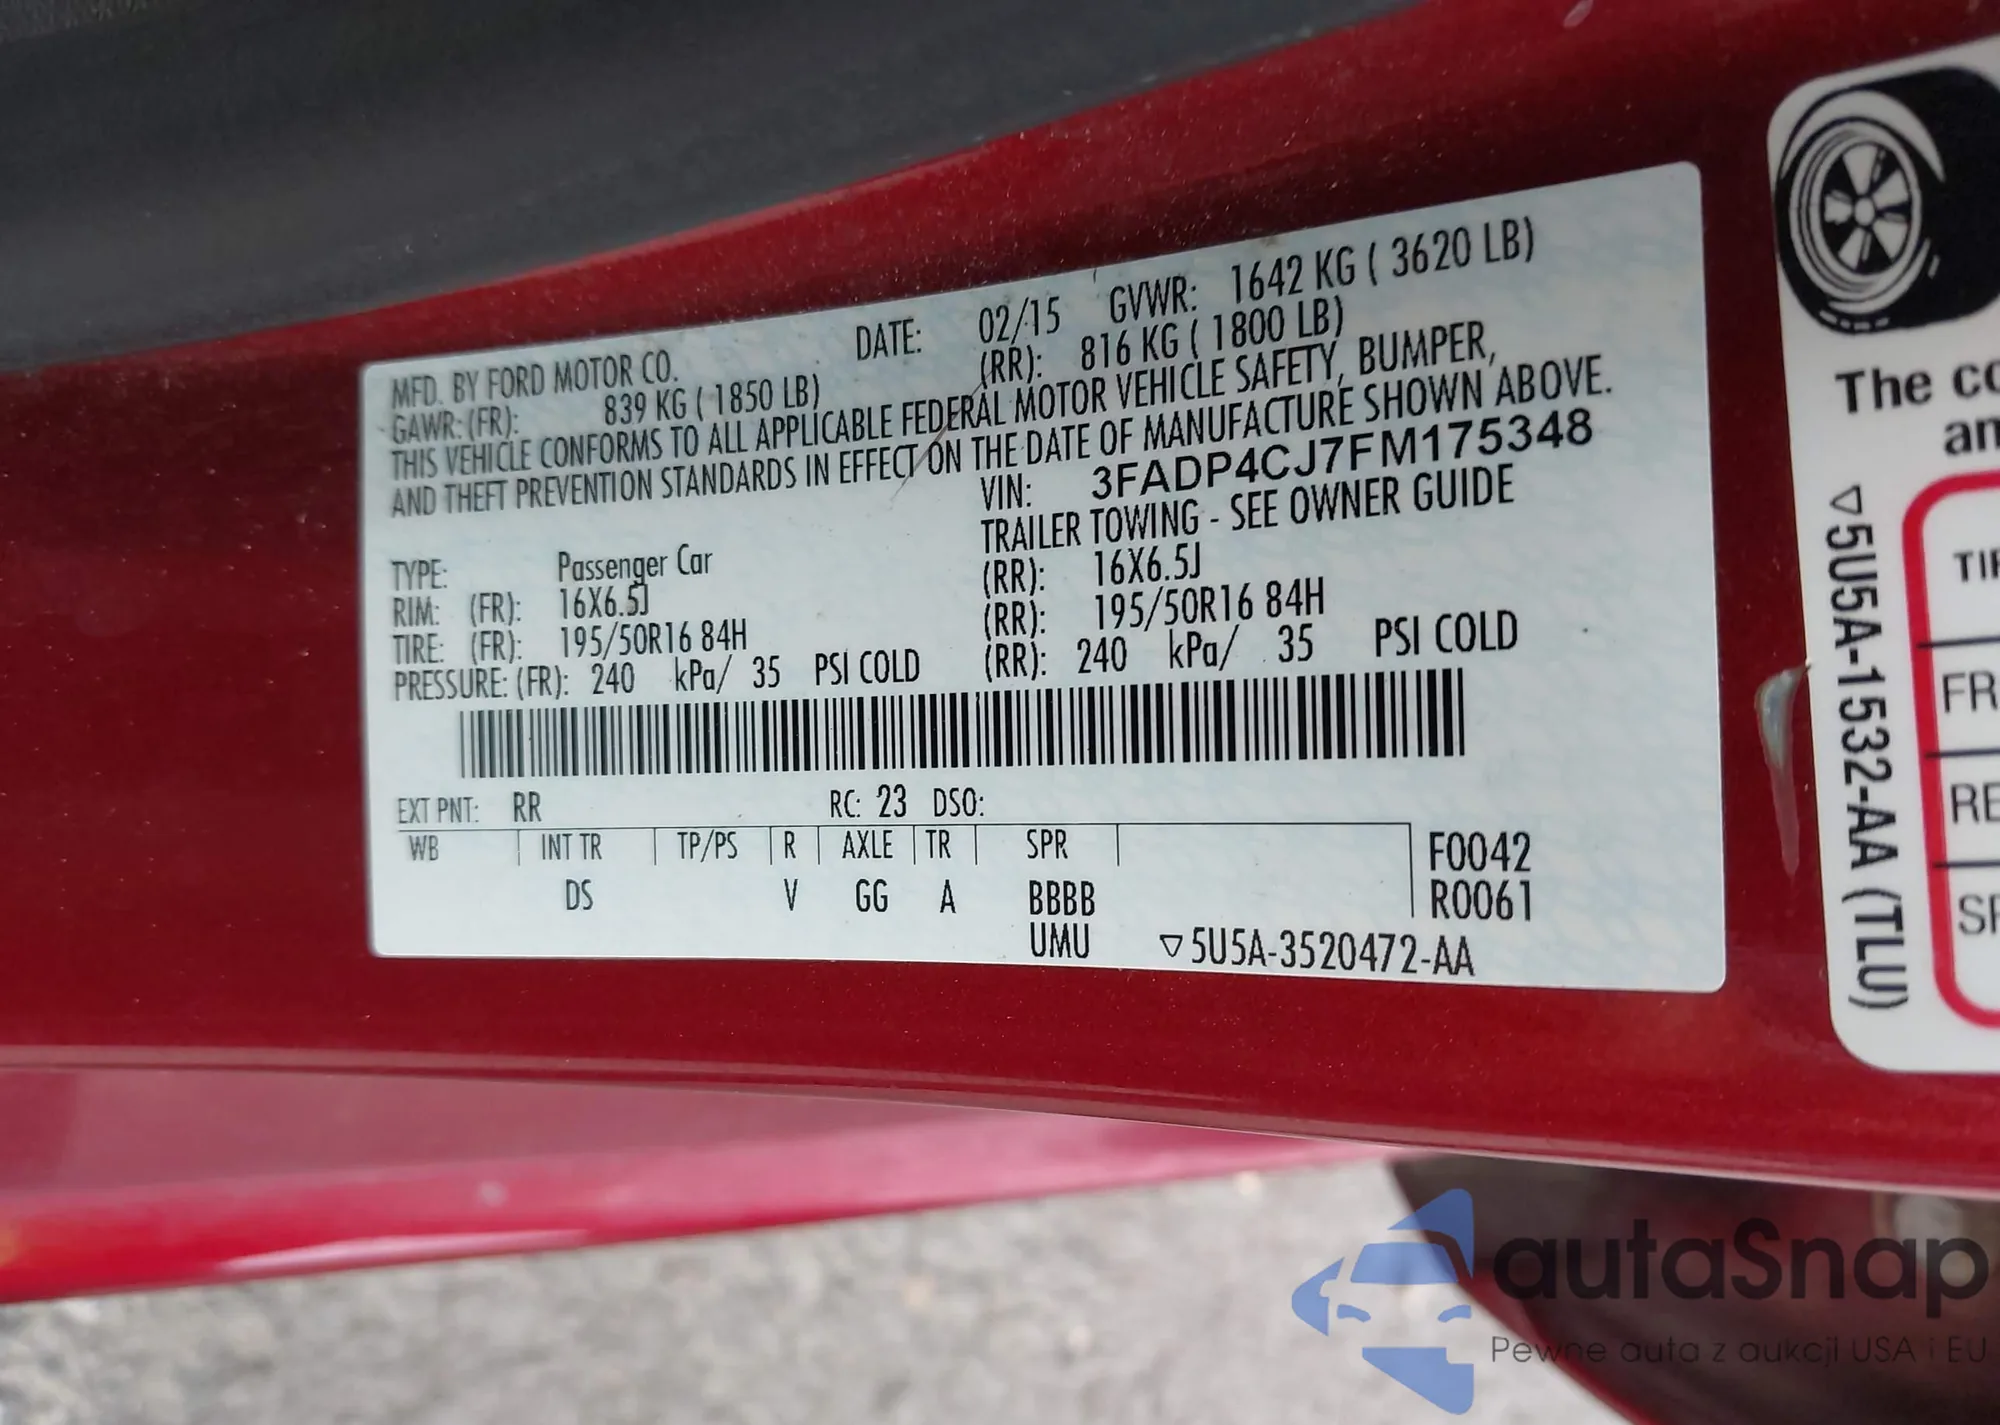 MFD. BY FORD MOTOR CO. DATE: 02/15 GVWR: 1642 KG ( 3620 LB)
GAWR: (FR): 839 KG ( 1850 LB) (RR): 816 KG ( 1800 LB)
THIS VEHICLE CONFORMS TO ALL APPLICABLE FEDERAL MOTOR VEHICLE SAFETY, BUMPER,
AND THEFT PREVENTION STANDARDS IN EFFECT ON THE DATE OF MANUFACTURE SHOWN ABOVE.
VIN: 3FADP4CJ7FM175348
TYPE: Passenger Car TRAILER TOWING - SEE OWNER GUIDE
RIM: (FR): 16X6.5J (RR): 16X6.5J
TIRE: (FR): 195/50R16 84H (RR): 195/50R16 84H
PRESSURE: (FR): 240 kPa/ 35 PSI COLD (RR): 240 kPa/ 35 PSI COLD
EXT PNT: RR RC: 23 DSO:
WB INT TR TP/PS R AXLE TR SPR F0042
DS V GG A BBBB R0061
UMU ▽5U5A-3520472-AA
The
▽5U5A-1532-AA (TLU)
FR
autaSnap
Pewne auta z aukcji USA i EU